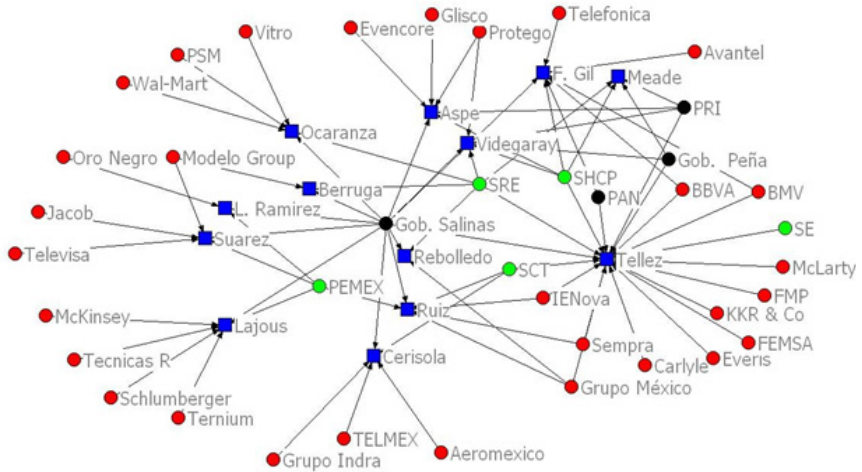 Glisco
Telefonica
Vitro
Evencore
Protego
Avantel
PSM
F. Gil
Meade
Wal-Mart
Aspe
PRI
Ocaranza
Videgaray
Oro Negro
Modelo Group
Gob. Peña
SHCP
SRE
Berruga
BBVA
BMV
PAN
L. Ramirez
Jacob
Gob. Salinas
SE
Suarez
Televisa
Rebolledo
Tellez
SCT
McLarty
PEMEX
IENova
FMP
Ruiz
McKinsey
Lajous
KKR & Co
Sempra
FEMSA
Cerisola
Tecnicas R
Everis
Carlyle
Grupo México
Schlumberger
Ternium
TELMEX
Aeromexico
Grupo Indra